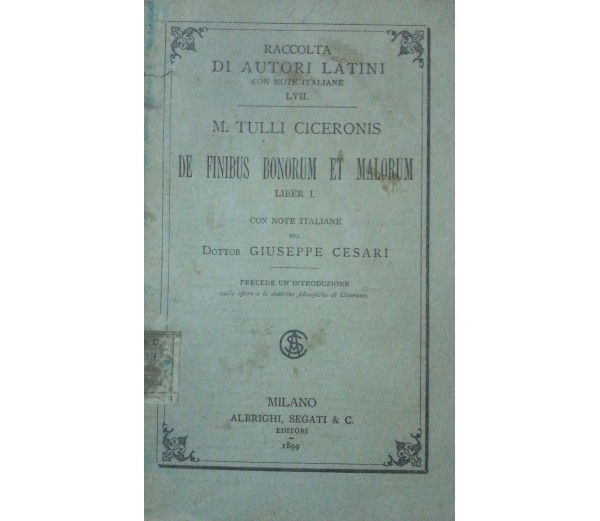 RACCOLTA
DI AUTORI LATINI
CON NOTE ITALIANE
LVII.
M. TULLI CICERONIS
DE FINIBUS BONORUM ET MALORUM
LIBER I.
CON NOTE ITALIANE
DEL
DOTTOR GIUSEPPE CESARI
PRECEDE UN'INTRODUZIONE
sulle opere e le dottrine filosofiche di Cicerone.
MILANO
ALBRIGHI, SEGATI & C.
EDITORI
1899